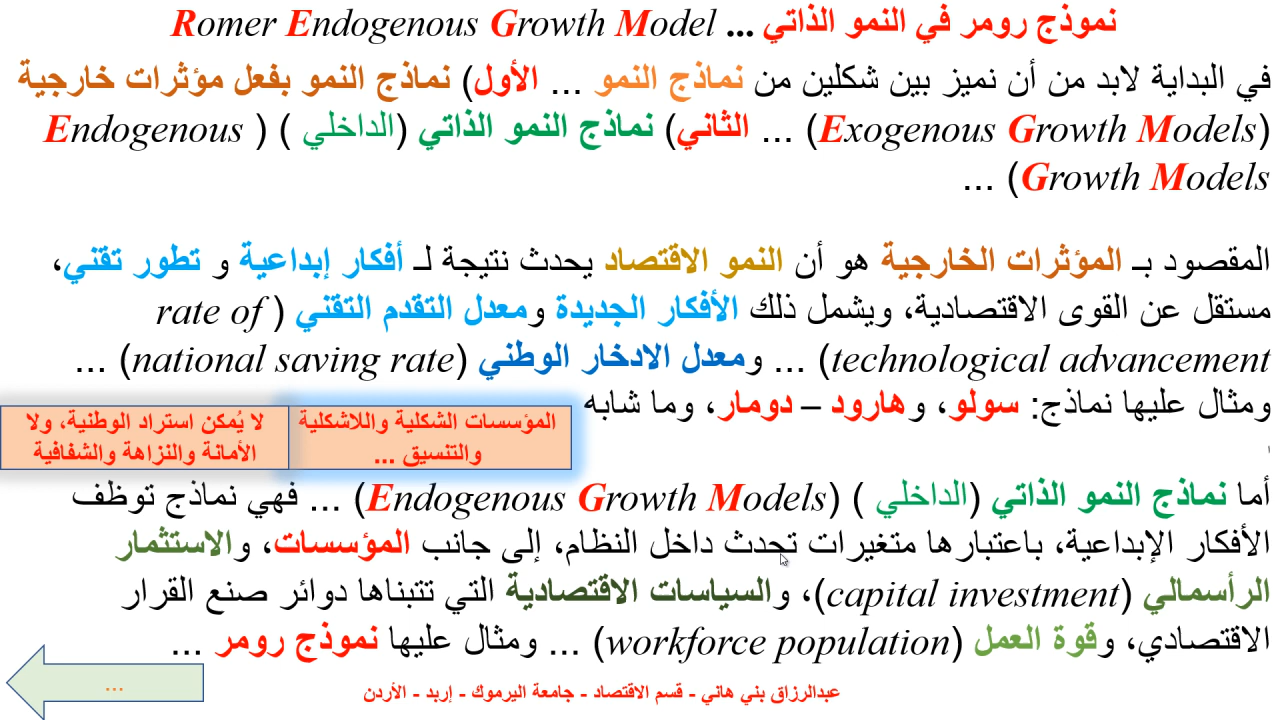 نموذج رومر في النمو الذاتي ... Romer Endogenous Growth Model
في البداية لابد من أن نميز بين شكلين من نماذج النمو ... الأول) نماذج النمو بفعل مؤثرات خارجية
(Exogenous Growth Models) ... الثاني) نماذج النمو الذاتي (الداخلي ) ( Endogenous
Growth Models) ...
المقصود بـ المؤثرات الخارجية هو أن النمو الاقتصاد يحدث نتيجة لـ أفكار إبداعية و تطور تقني،
مستقل عن القوى الاقتصادية، ويشمل ذلك الأفكار الجديدة ومعدل التقدم التقني ( rate of
technological advancement) ... ومعدل الادخار الوطني (national saving rate) ...
ومثال عليها نماذج: سولو، وهارود – دومار، وما شابه
المؤسسات الشكلية واللاشكلية
والتنسيق ...
لا يُمكن استراد الوطنية، ولا
الأمانة والنزاهة والشفافية
أما نماذج النمو الذاتي (الداخلي ) (Endogenous Growth Models) ... فهي نماذج توظف
الأفكار الإبداعية، باعتبارها متغيرات تحدث داخل النظام، إلى جانب المؤسسات، والاستثمار
الرأسمالي (capital investment)، والسياسات الاقتصادية التي تتبناها دوائر صنع القرار
الاقتصادي، وقوة العمل (workforce population) ... ومثال عليها نموذج رومر ...
...
عبدالرزاق بني هاني - قسم الاقتصاد - جامعة اليرموك - إربد - الأردن